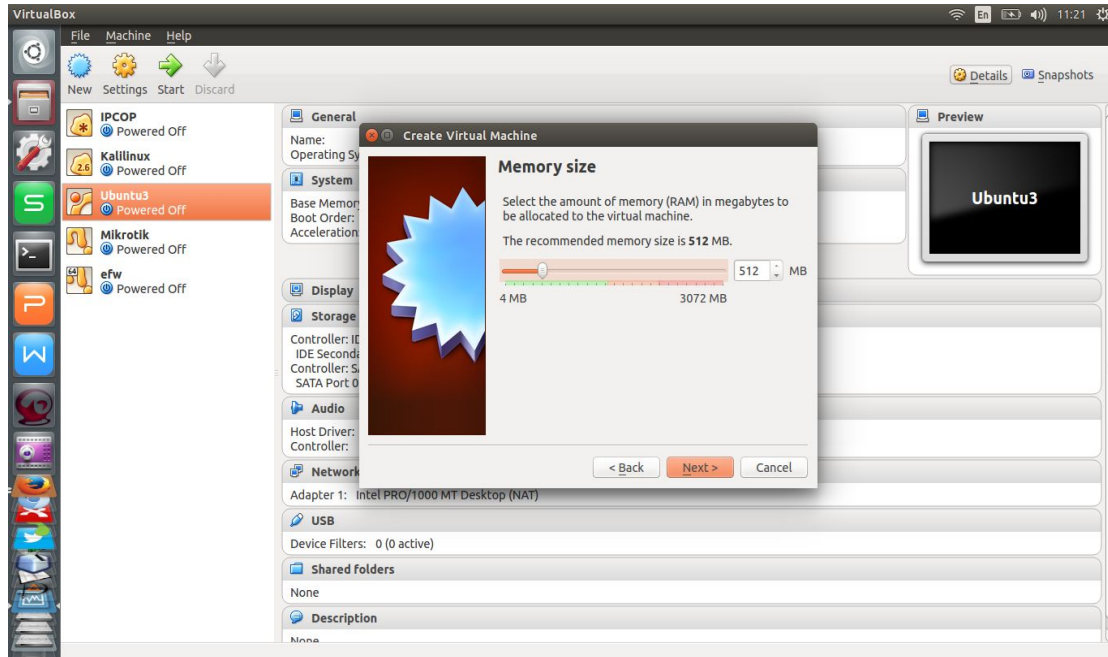 VirtualBox
En
11:21
File Machine Help
New Settings Start Discard
Details Snapshots
IPCOP
Powered Off
2.6
Kalilinux
Powered Off
Ubuntu3
Powered Off
Mikrotik
Powered Off
64
efw
Powered Off
General
Name:
Operating Sy
System
Base Memor
Boot Order:
Acceleration
Display
Storage
Controller: ID
IDE Seconda
Controller: S
SATA Port 0
Audio
Host Driver:
Controller:
Network
Adapter 1: Intel PRO/1000 MT Desktop (NAT)
USB
Device Filters: 0 (0 active)
Shared folders
None
Description
None
Create Virtual Machine
Memory size
Select the amount of memory (RAM) in megabytes to
be allocated to the virtual machine.
The recommended memory size is 512 MB.
512 MB
4 MB 3072 MB
< Back Next > Cancel
Preview
Ubuntu3